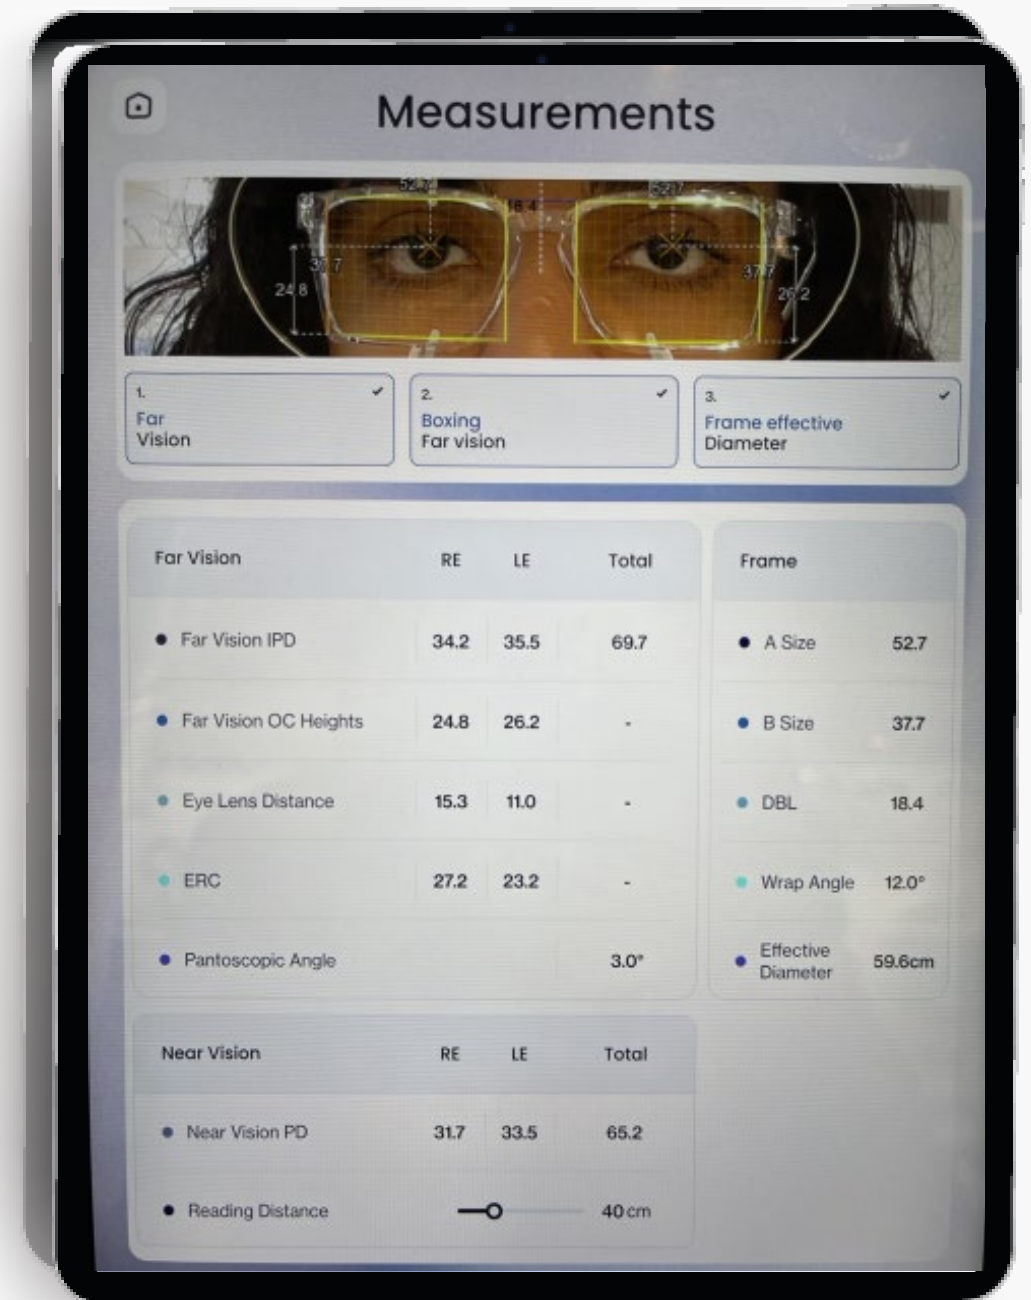 Measurements
52.7
18.4
52.7
37.7
24.8
37.7
26.2
1.
Far
Vision
2.
Boxing
Far vision
3.
Frame effective
Diameter
Far Vision RE LE Total
Far Vision IPD 34.2 35.5 69.7
Far Vision OC Heights 24.8 26.2 -
Eye Lens Distance 15.3 11.0 -
ERC 27.2 23.2 -
Pantoscopic Angle 3.0°
Frame
A Size 52.7
B Size 37.7
DBL 18.4
Wrap Angle 12.0°
Effective
Diameter 59.6cm
Near Vision RE LE Total
Near Vision PD 31.7 33.5 65.2
Reading Distance 40 cm